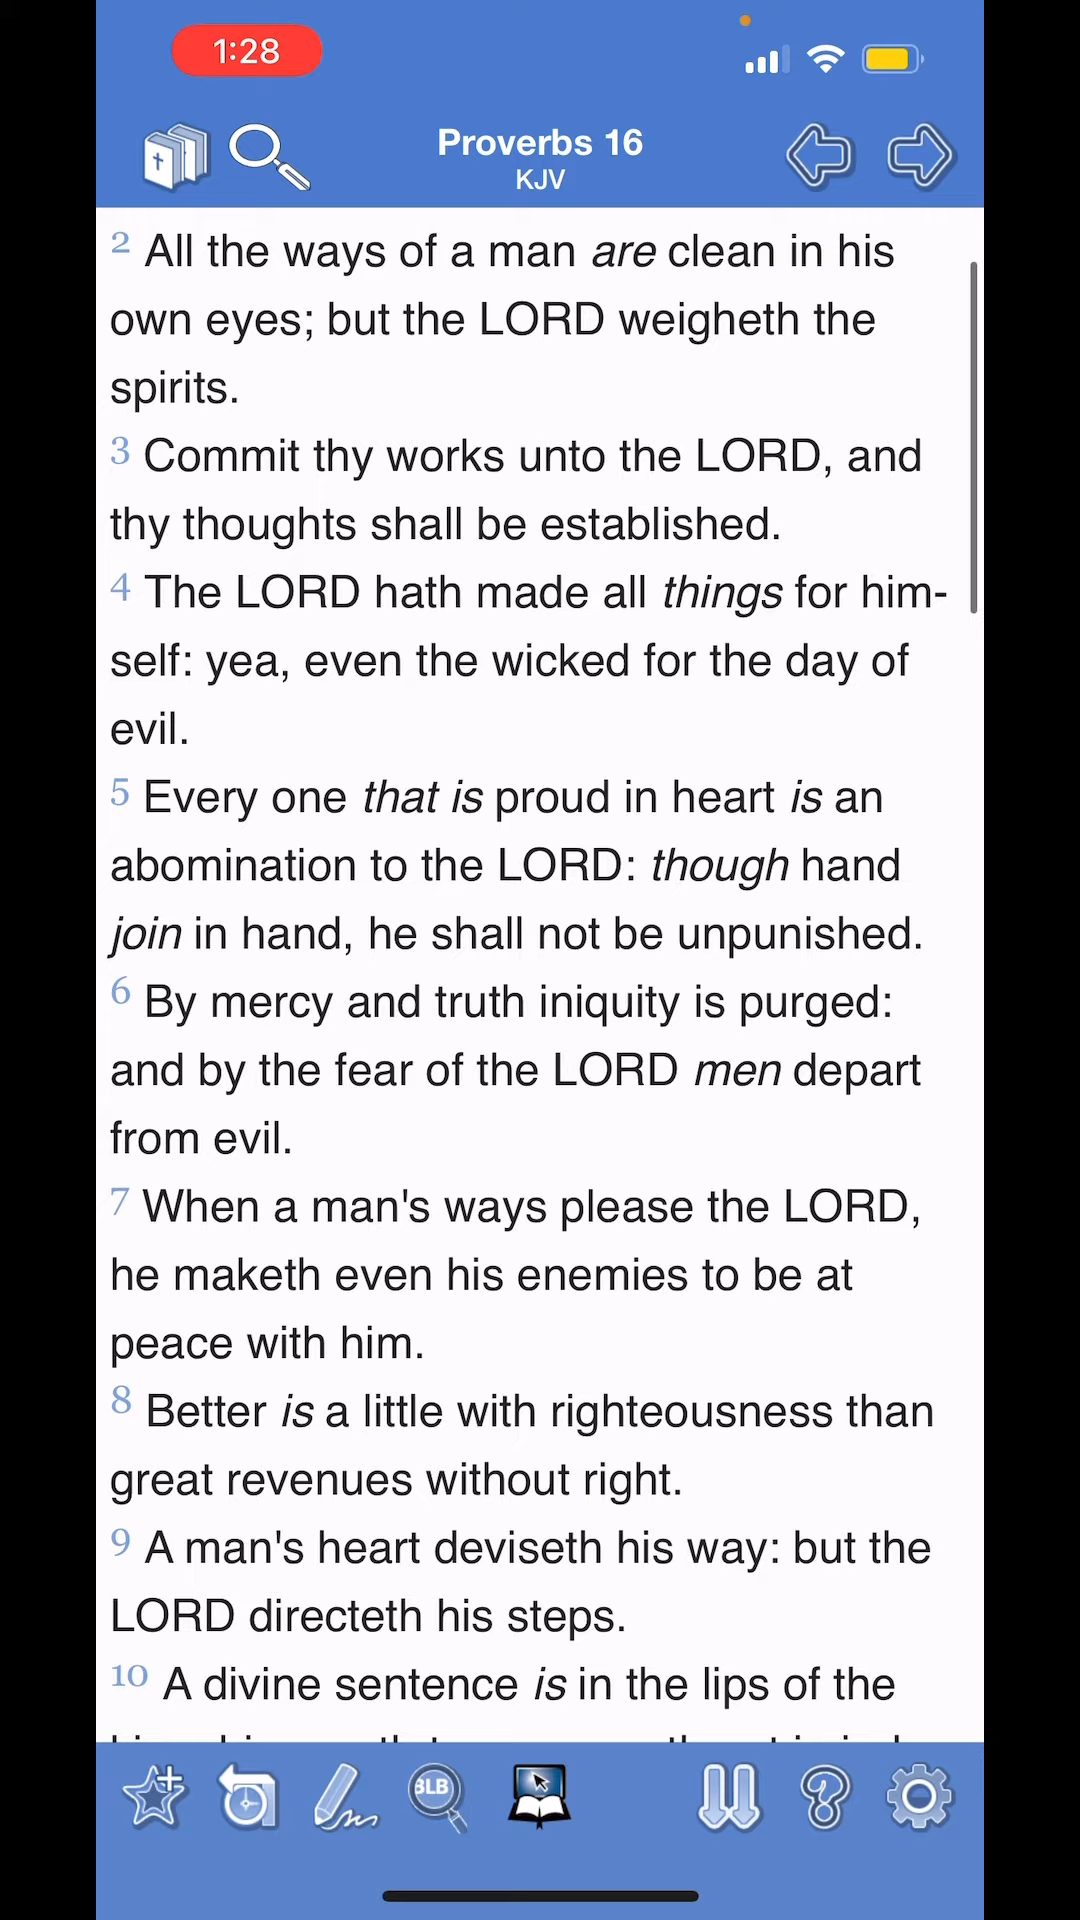 1:28
Proverbs 16
KJV
2 All the ways of a man are clean in his
own eyes; but the LORD weigheth the
spirits.
3 Commit thy works unto the LORD, and
thy thoughts shall be established.
4 The LORD hath made all things for him-
self: yea, even the wicked for the day of
evil.
5 Every one that is proud in heart is an
abomination to the LORD: though hand
join in hand, he shall not be unpunished.
6 By mercy and truth iniquity is purged:
and by the fear of the LORD men depart
from evil.
7 When a man's ways please the LORD,
he maketh even his enemies to be at
peace with him.
8 Better is a little with righteousness than
great revenues without right.
9 A man's heart deviseth his way: but the
LORD directeth his steps.
10 A divine sentence is in the lips of the
BLB